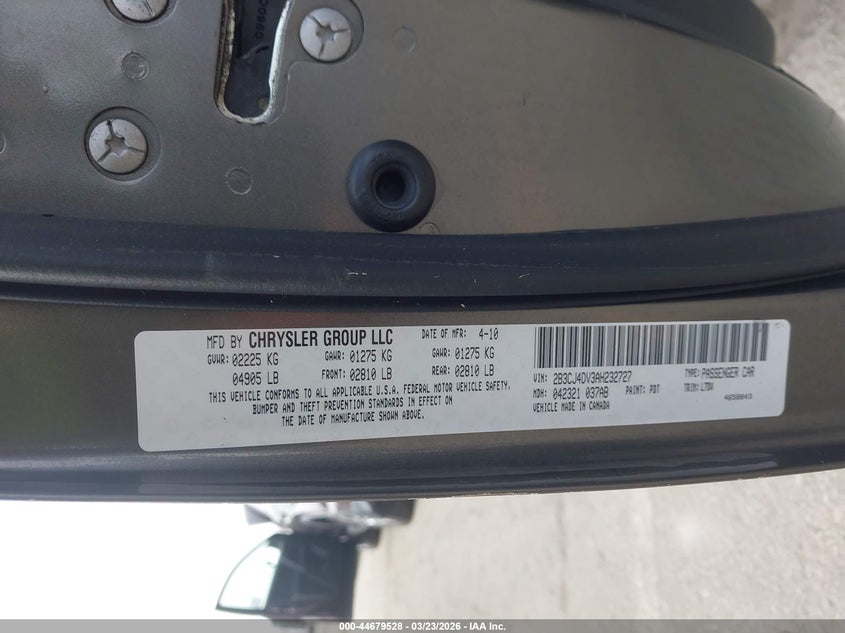 MFD BY CHRYSLER GROUP LLC DATE OF MFR: 4-10
GVWR: 02225 KG GAWR: 01275 KG GAWR: 01275 KG
04905 LB FRONT: 02810 LB REAR: 02810 LB
THIS VEHICLE CONFORMS TO ALL APPLICABLE U.S.A. FEDERAL MOTOR VEHICLE SAFETY,
BUMPER AND THEFT PREVENTION STANDARDS IN EFFECT ON
THE DATE OF MANUFACTURE SHOWN ABOVE.
VIN: 2B3CJ4DV3AH232727 TYPE: PASSENGER CAR
MDH: 042321 037AB PAINT: PDT TRIM: L7DA
VEHICLE MADE IN CANADA 4658043
000-44679528 - 03/23/2026 - IAA Inc.